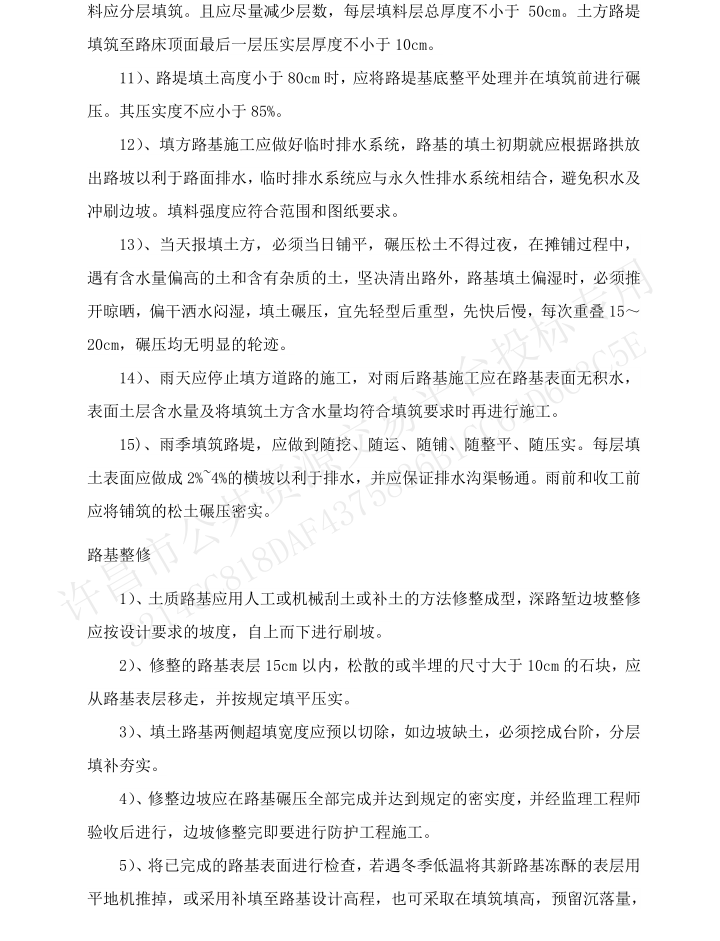 料应分层填筑。且应尽量减少层数，每层填料层总厚度不小于 50cm。土方路堤
填筑至路床顶面最后一层压实层厚度不小于10cm。
11）、路堤填土高度小于80cm时，应将路堤基底整平处理并在填筑前进行碾
压。其压实度不应小于85%。
12）、填方路基施工应做好临时排水系统，路基的填土初期就应根据路拱放
出路坡以利于路面排水，临时排水系统应与永久性排水系统相结合，避免积水及
冲刷边坡。填料强度应符合范围和图纸要求。
13）、当天报填土方，必须当日铺平，碾压松土不得过夜，在摊铺过程中，
遇有含水量偏高的土和含有杂质的土，坚决清出路外，路基填土偏湿时，必须推
开晾晒，偏干洒水闷湿，填土碾压，宜先轻型后重型，先快后慢，每次重叠15～
20cm，碾压均无明显的轮迹。
14）、雨天应停止填方道路的施工，对雨后路基施工应在路基表面无积水，
表面土层含水量及将填筑土方含水量均符合填筑要求时再进行施工。
15)、雨季填筑路堤，应做到随挖、随运、随铺、随整平、随压实。每层填
土表面应做成2%~4%的横坡以利于排水，并应保证排水沟渠畅通。雨前和收工前
应将铺筑的松土碾压密实。
路基整修
1）、土质路基应用人工或机械刮土或补土的方法修整成型，深路堑边坡整修
应按设计要求的坡度，自上而下进行刷坡。
2）、修整的路基表层15cm以内，松散的或半埋的尺寸大于10cm的石块，应
从路基表层移走，并按规定填平压实。
3）、填土路基两侧超填宽度应预以切除，如边坡缺土，必须挖成台阶，分层
填补夯实。
4）、修整边坡应在路基碾压全部完成并达到规定的密实度，并经监理工程师
验收后进行，边坡修整完即要进行防护工程施工。
5）、将已完成的路基表面进行检查，若遇冬季低温将其新路基冻酥的表层用
平地机推掉，或采用补填至路基设计高程，也可采取在填筑填高，预留沉落量，
许昌市公共资源交易平台投标专用